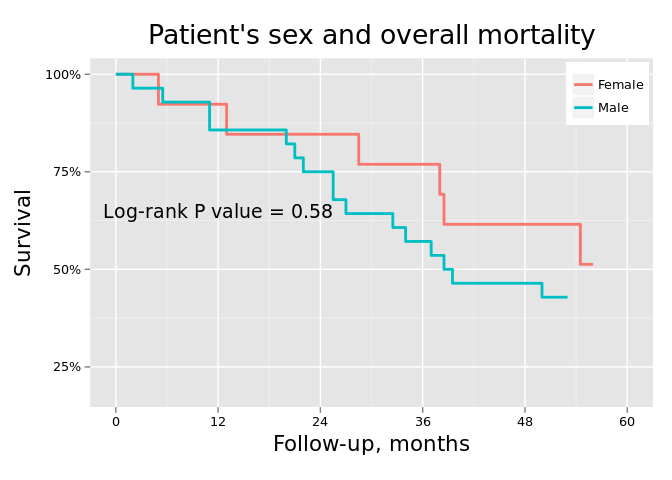 Patient's sex and overall mortality
100%
75%
50%
25%
Survival
Female
Male
Log-rank P value = 0.58
0 12 24 36 48 60
Follow-up, months